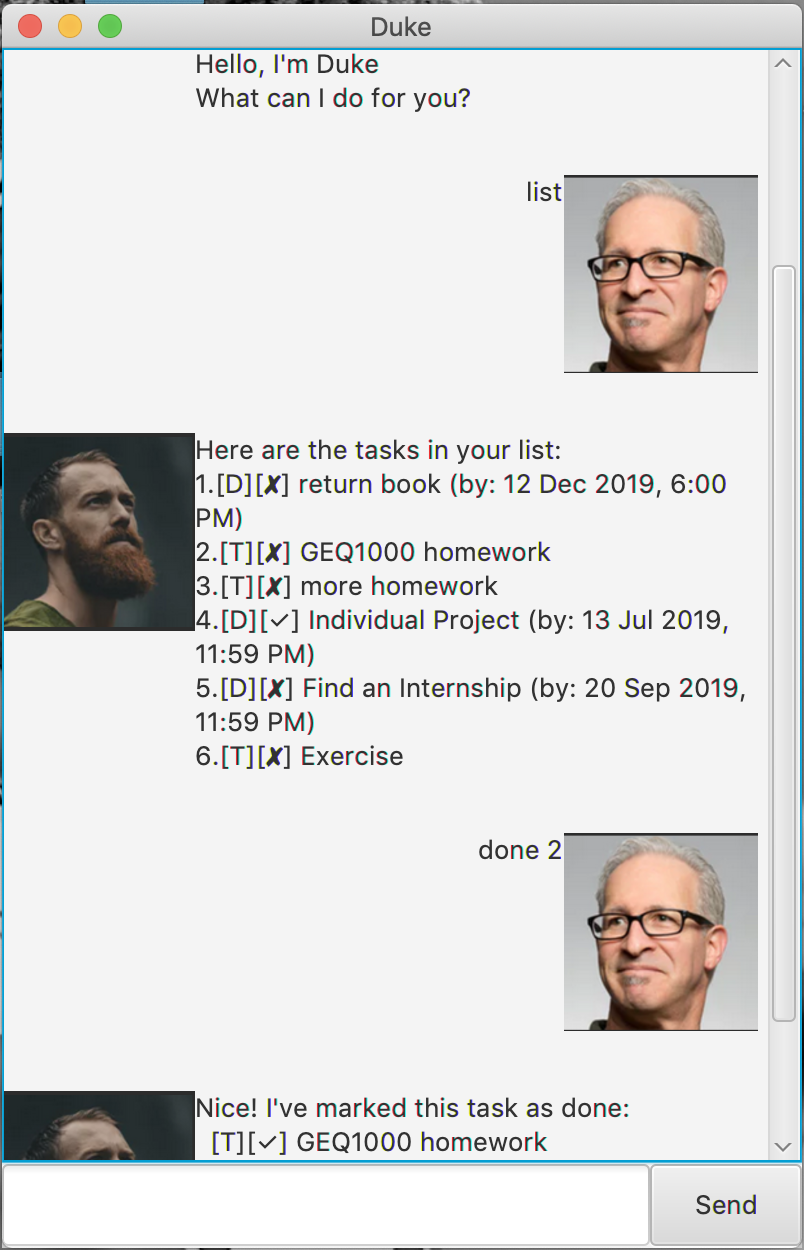 Duke
Hello, I'm Duke
What can I do for you?
list
Here are the tasks in your list:
1.[D][✘] return book (by: 12 Dec 2019, 6:00
PM)
2.[T][✘] GEQ1000 homework
3.[T][✘] more homework
4.[D][✓] Individual Project (by: 13 Jul 2019,
11:59 PM)
5.[D][✘] Find an Internship (by: 20 Sep 2019,
11:59 PM)
6.[T][✘] Exercise
done 2
Nice! I've marked this task as done:
[T][✓] GEQ1000 homework
Send